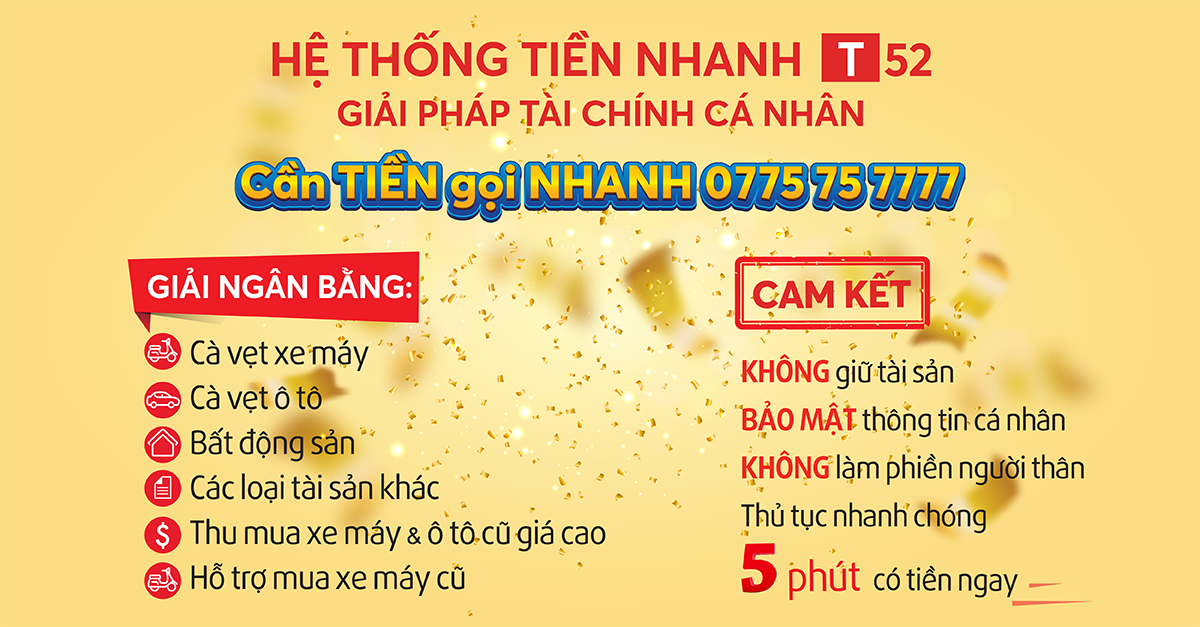 HỆ THỐNG TIỀN NHANH T 52
GIẢI PHÁP TÀI CHÍNH CÁ NHÂN
Cần TIỀN gọi NHANH 0775 75 7777
GIẢI NGÂN BẰNG:
Cà vẹt xe máy
Cà vẹt ô tô
Bất động sản
Các loại tài sản khác
$ Thu mua xe máy & ô tô cũ giá cao
Hỗ trợ mua xe máy cũ
CAM KẾT
KHÔNG giữ tài sản
BẢO MẬT thông tin cá nhân
KHÔNG làm phiền người thân
Thủ tục nhanh chóng
5 phút có tiền ngay